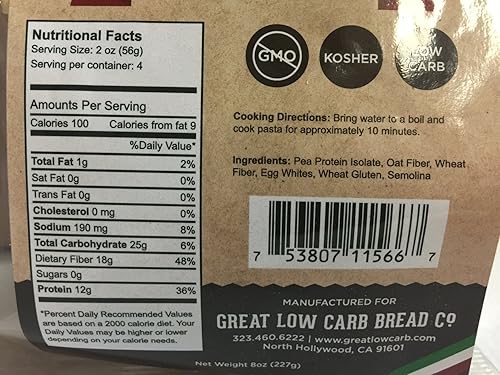 Nutritional Facts
Serving Size: 2 oz (56g)
Serving per container: 4
Amounts Per Serving
Calories 100 Calories from fat 9
%Daily Value*
Total Fat 1g 2%
Sat Fat 0g 0%
Trans Fat 0g 0%
Cholesterol 0 mg 0%
Sodium 190 mg 8%
Total Carbohydrate 25g 6%
Dietary Fiber 18g 48%
Sugars 0g
Protein 12g 36%
*Percent Daily Recommended Values
are based on a 2000 calorie diet. Your
Daily Values may be higher or lower
depending on your calorie needs.
GMO
KOSHER
LOW
CARB
Cooking Directions: Bring water to a boil and
cook pasta for approximately 10 minutes.
Ingredients: Pea Protein Isolate, Oat Fiber, Wheat
Fiber, Egg Whites, Wheat Gluten, Semolina
7 53807 11566 7
MANUFACTURED FOR
GREAT LOW CARB BREAD CO
323.460.6222 | www.greatlowcarb.com
North Hollywood, CA 91601
Net Weight 8oz (227g)